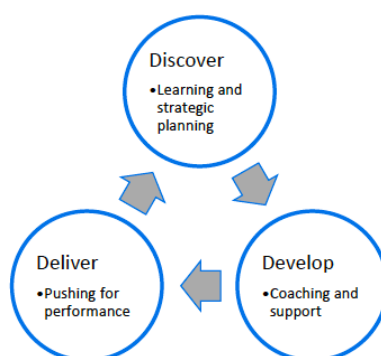 Discover
•Learning and
strategic
planning
Deliver
•Pushing for
performance
Develop
•Coaching and
support